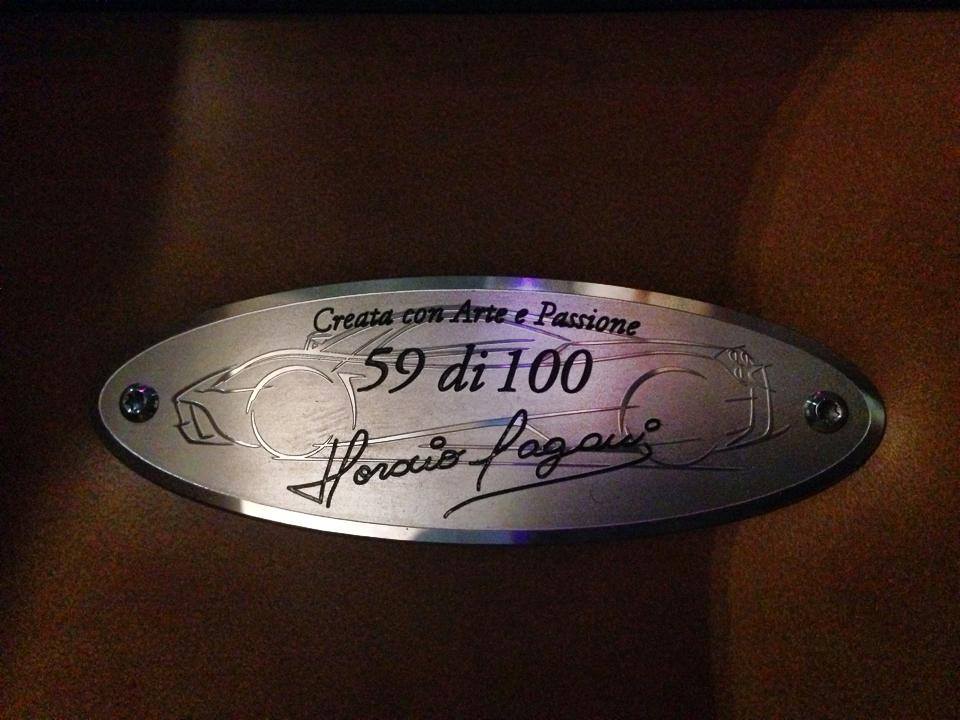 Creata con Arte e Passione
59 di 100
Horacio Pagani